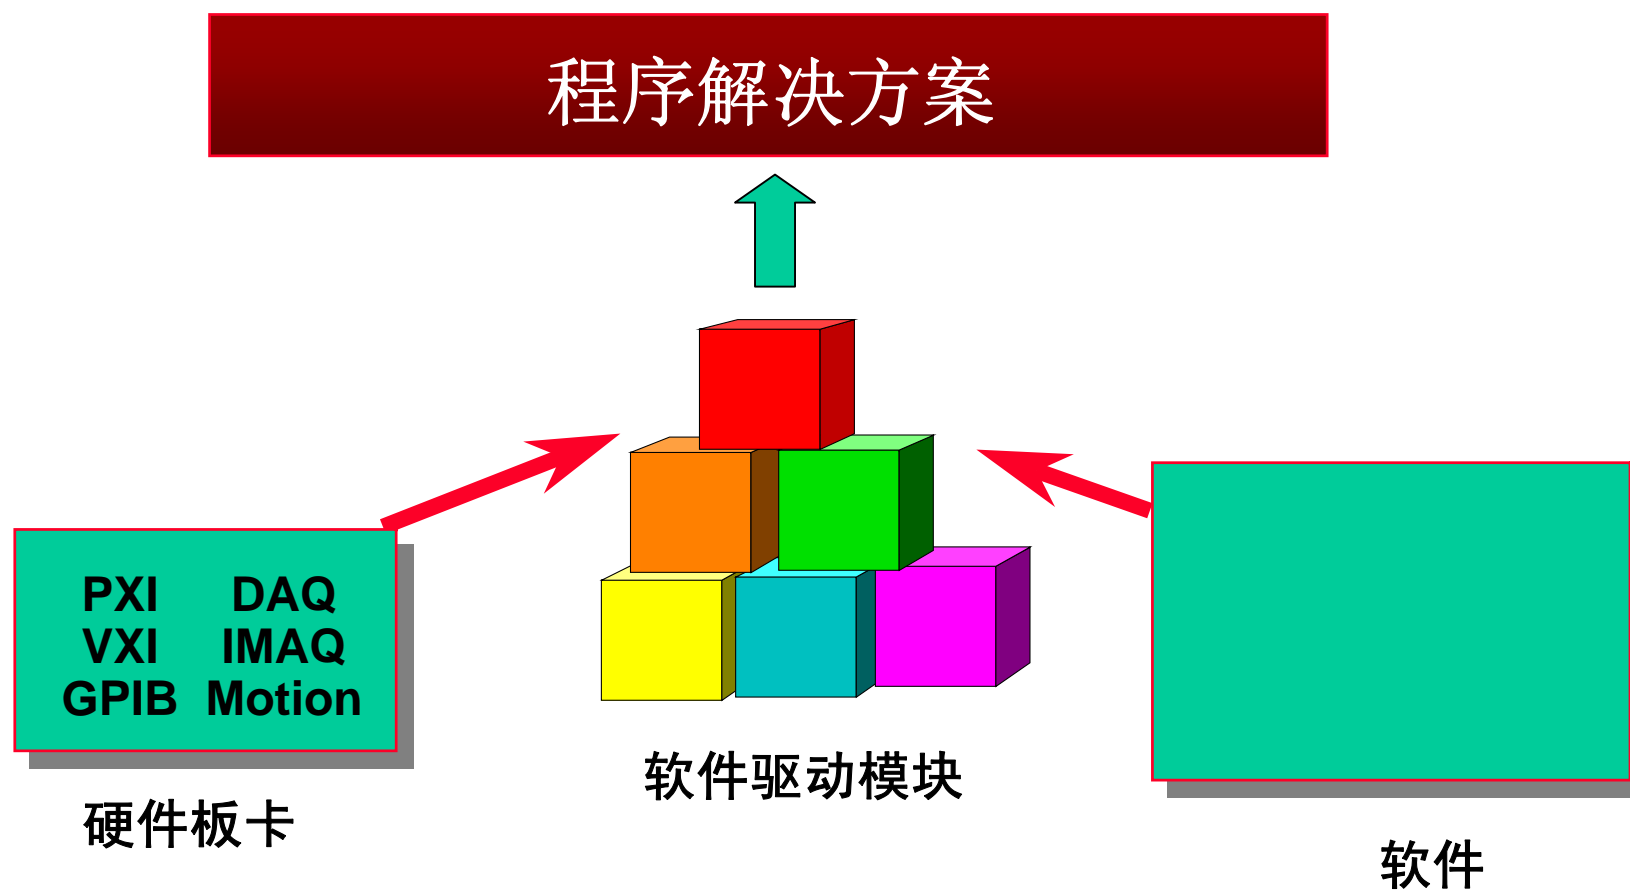 程序解决方案
PXI DAQ
VXI IMAQ
GPIB Motion
软件驱动模块
硬件板卡
软件